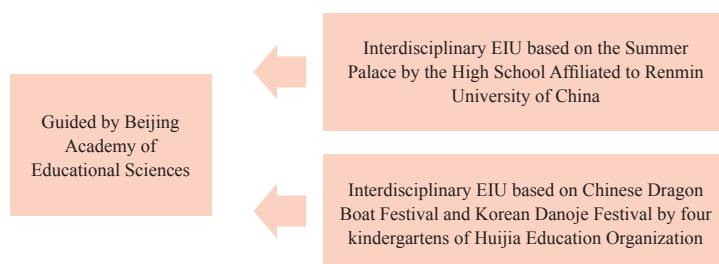 Guided by Beijing
Academy of
Educational Sciences
Interdisciplinary EIU based on the Summer
Palace by the High School Affiliated to Renmin
University of China
Interdisciplinary EIU based on Chinese Dragon
Boat Festival and Korean Danoje Festival by four
kindergartens of Huijia Education Organization